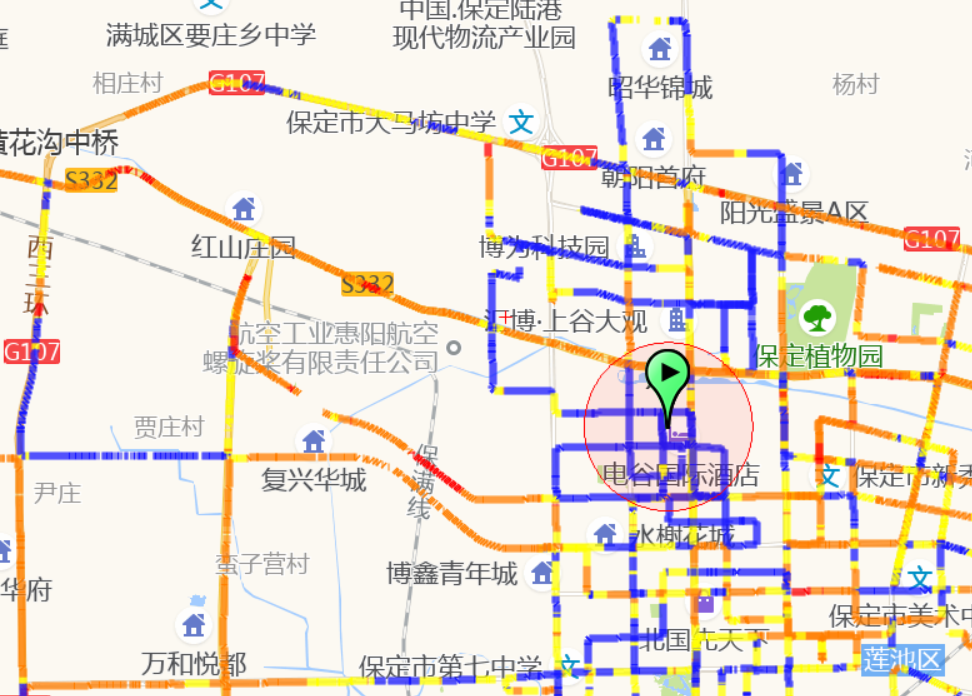 中国.保定陆港
现代物流产业园
满城区要庄乡中学
相庄村
G107
昭华锦城
杨村
保定市大马坊中学
文
黄花沟中桥
G107
S332
朝阳首府
阳光盛景A区
G107
红山庄园
博为科技园
西三环
S332
汇博·上谷大观
航空工业惠阳航空
螺旋桨有限责任公司
G107
保定植物园
贾庄村
保满线
复兴华城
电谷国际酒店
文
保定市新秀
尹庄
水榭花城
蛮子营村
博鑫青年城
文
华府
保定市美术中
北国先天下
万和悦都
保定市第七中学
文
莲池区